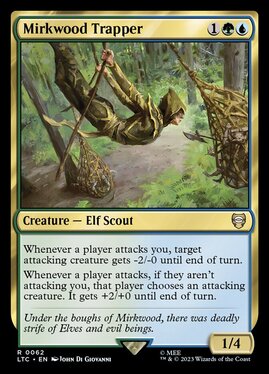 Mirkwood Trapper 1
Creature — Elf Scout
Whenever a player attacks you, target
attacking creature gets -2/-0 until end of turn.
Whenever a player attacks, if they aren't
attacking you, that player chooses an attacking
creature. It gets +2/+0 until end of turn.
Under the boughs of Mirkwood, there was deadly
strife of Elves and evil beings.
1/4
R 0062
LTC • EN John Di Giovanni
™ & © 2023 Wizards of the Coast
© MEE